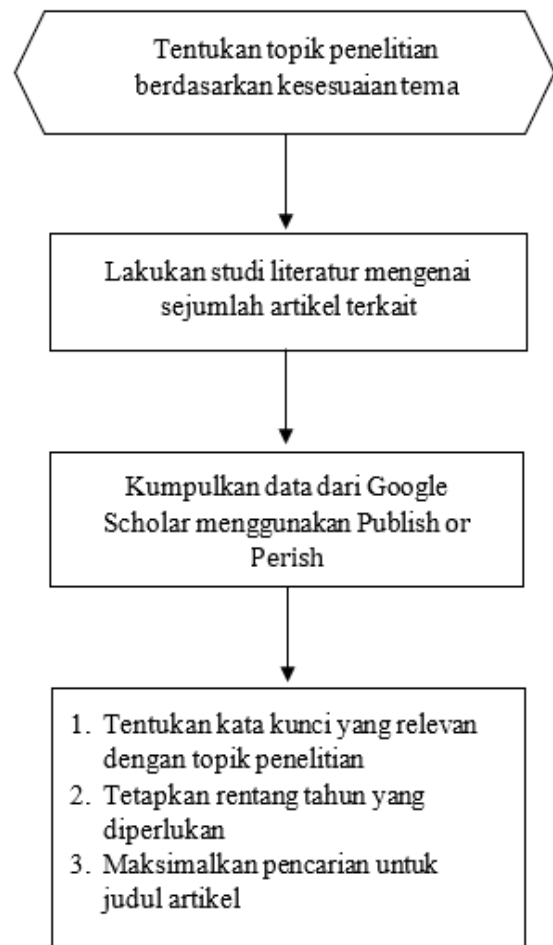 Tentukan topik penelitian
berdasarkan kesesuaian tema
Lakukan studi literatur mengenai
sejumlah artikel terkait
Kumpulkan data dari Google
Scholar menggunakan Publish or
Perish
1. Tentukan kata kunci yang relevan
dengan topik penelitian
2. Tetapkan rentang tahun yang
diperlukan
3. Maksimalkan pencarian untuk
judul artikel